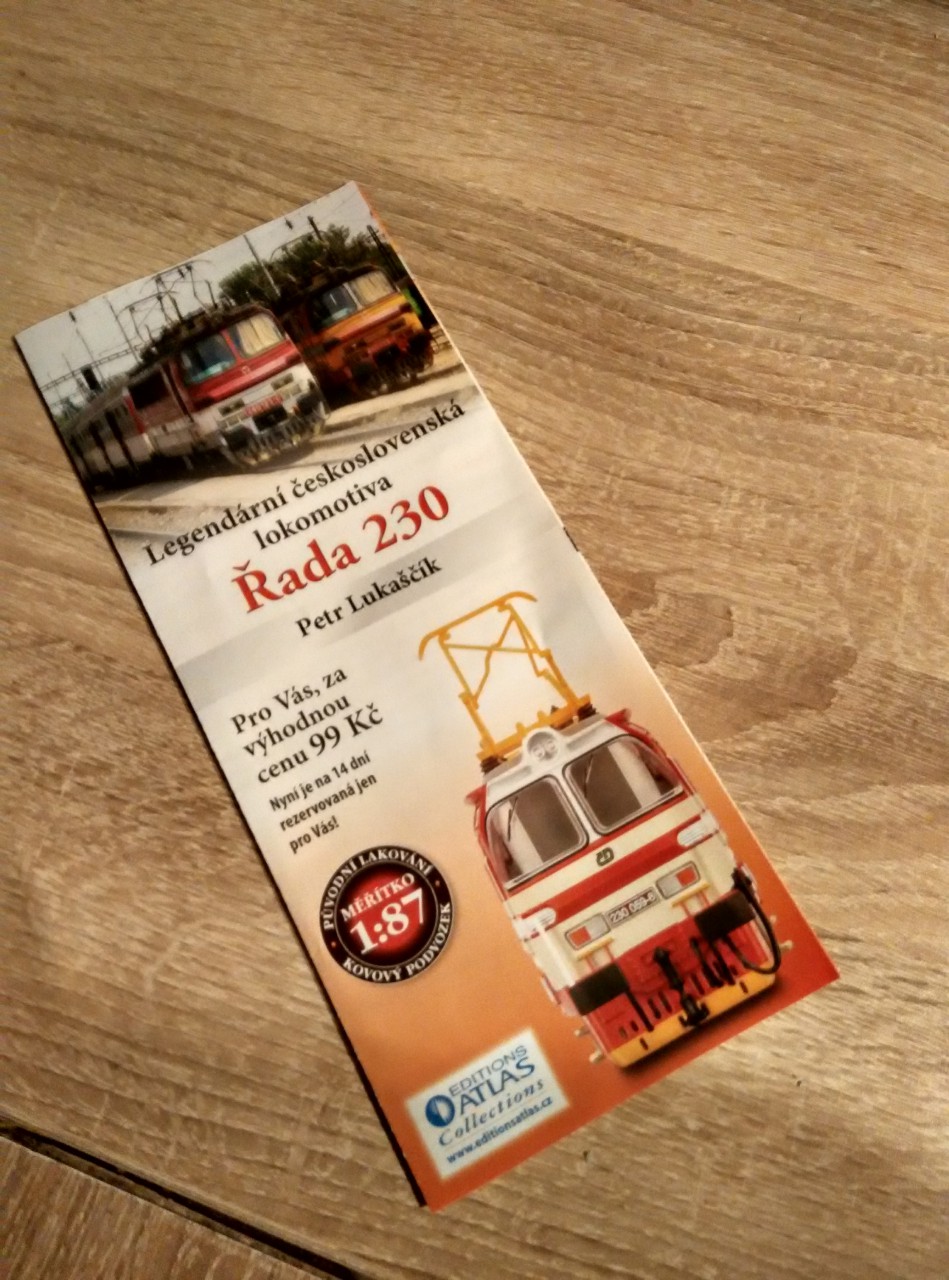 Legendární československá
lokomotiva
Řada 230
Petr Lukaščík
Pro Vás, za
výhodnou
cenu 99 Kč
Nyní je na 14 dní
rezervovaná jen
pro Vás!
PŮVODNÍ LAKOVÁNÍ
MĚŘÍTKO
1:87
KOVOVÝ PODVOZEK
ČD
EDITIONS
ATLAS
Collections
www.editionsatlas.cz